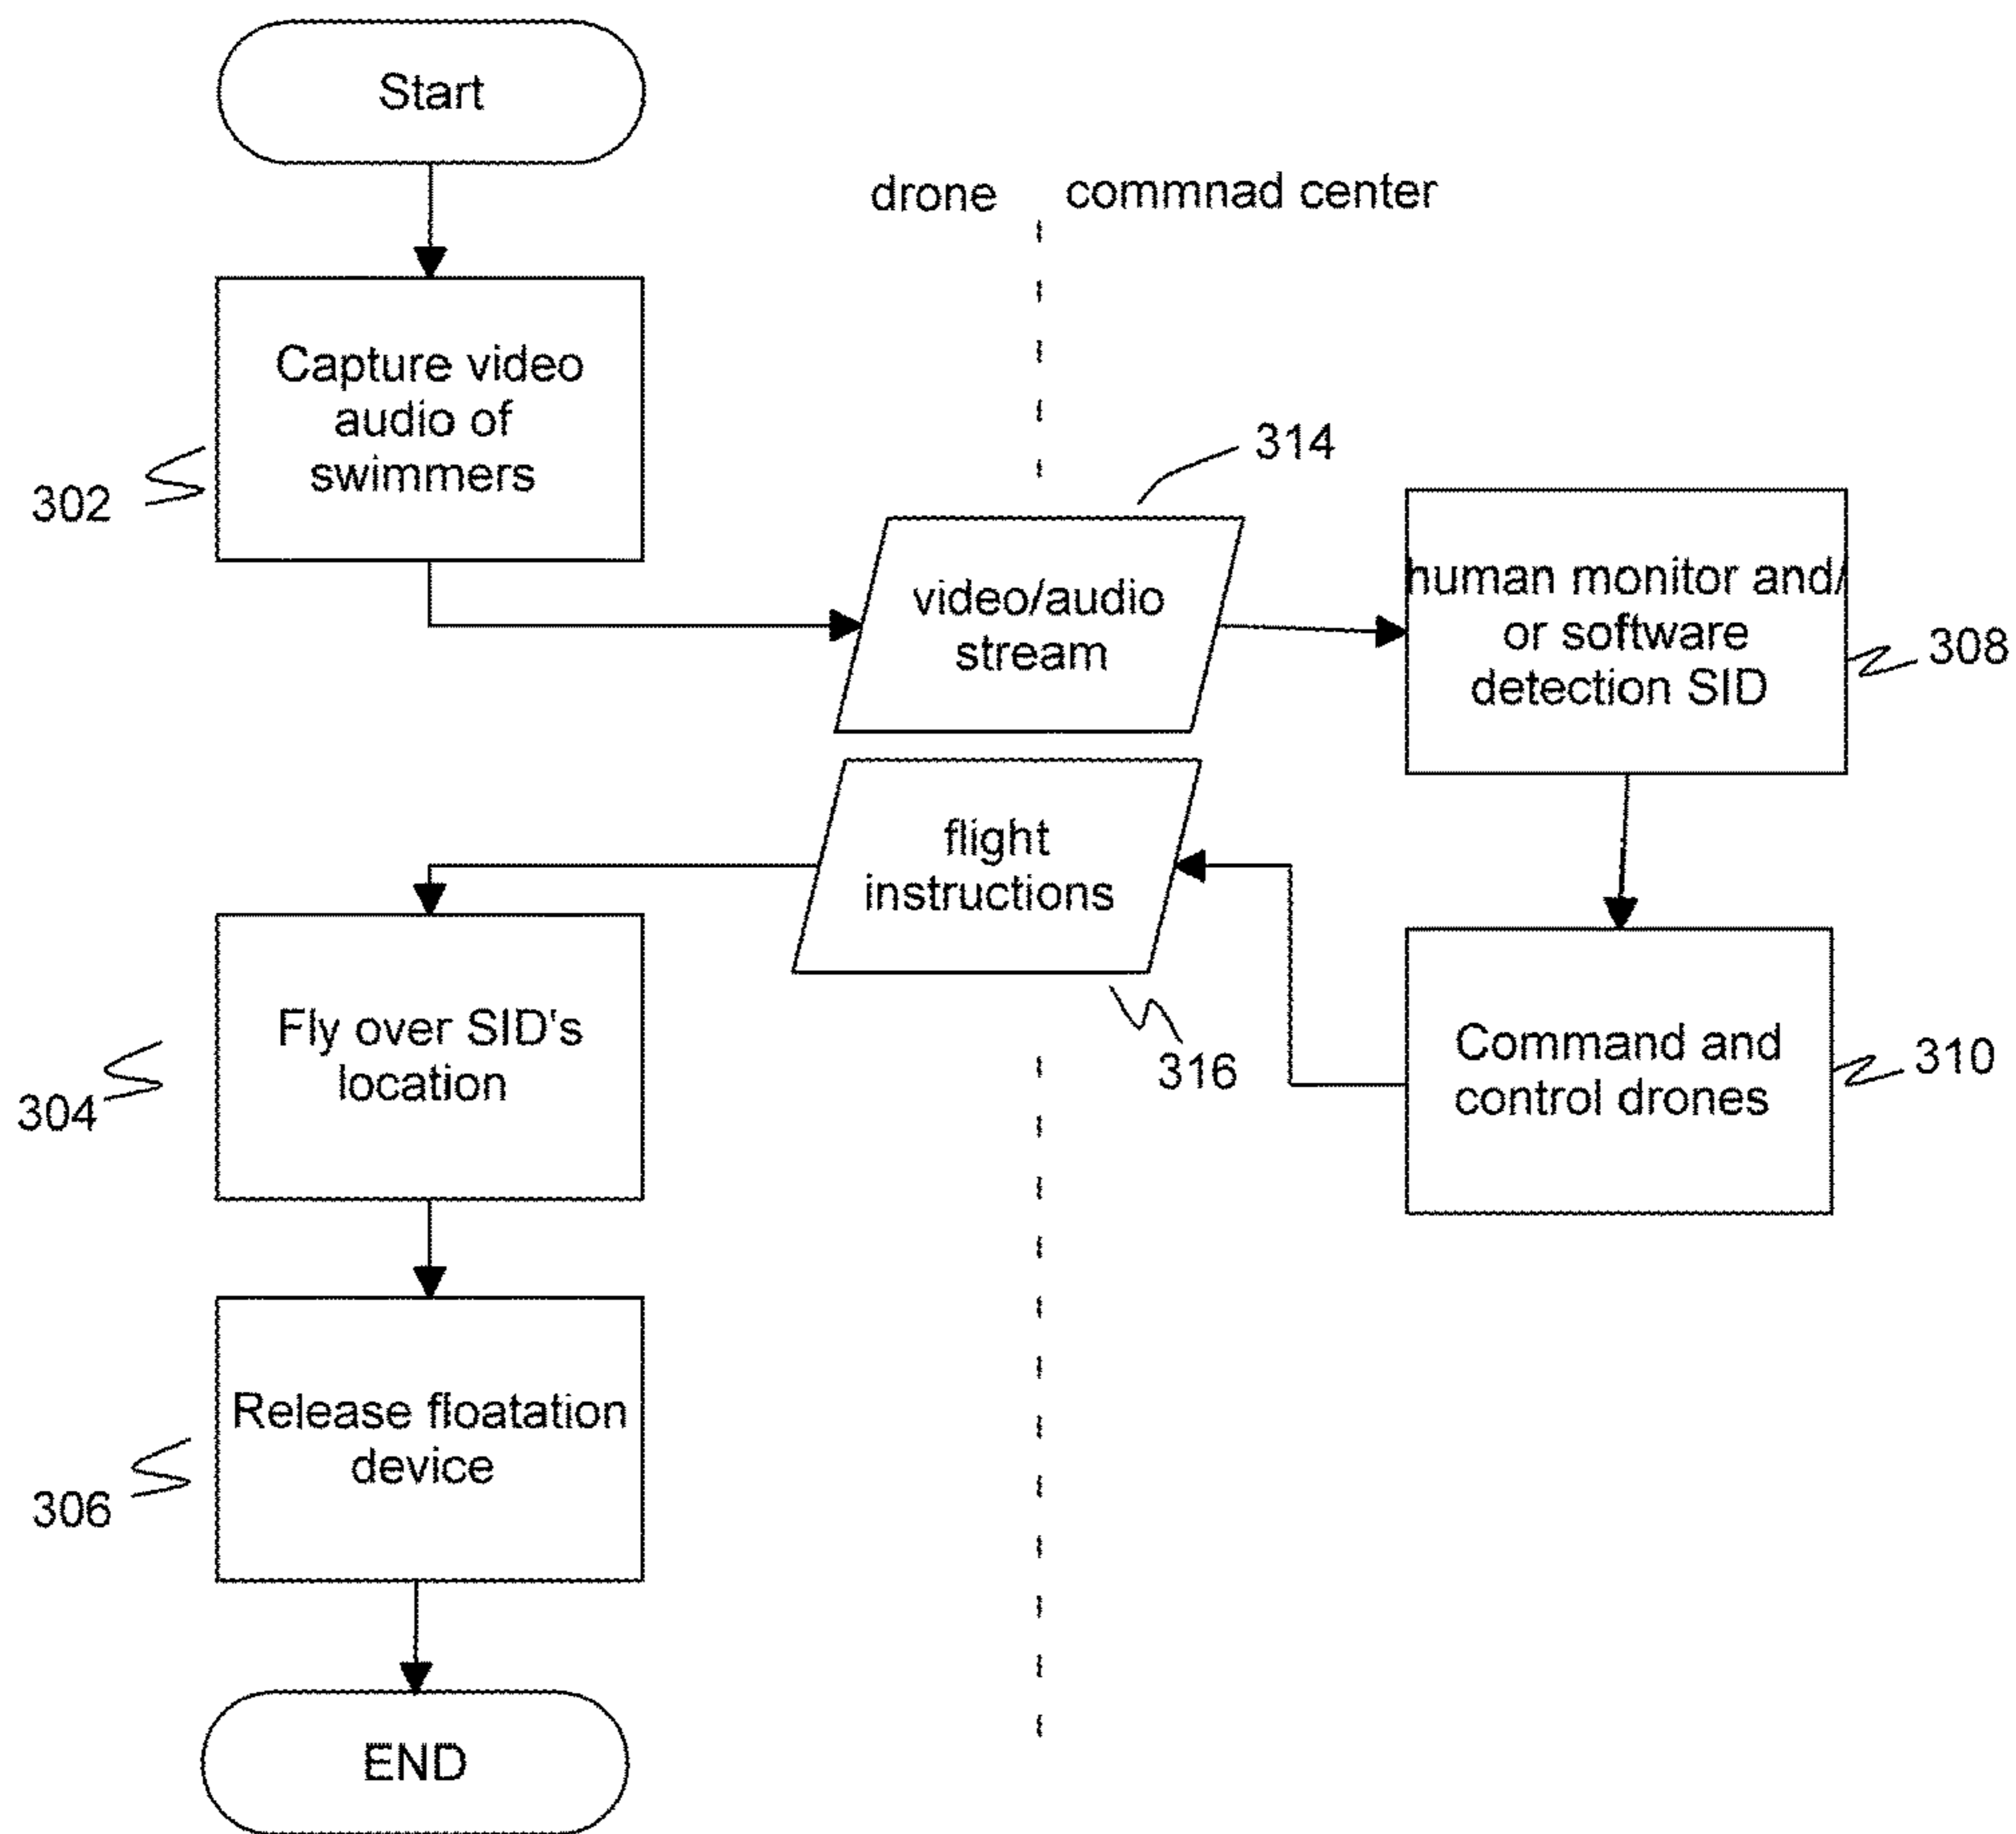 Start
drone
commnad center
Capture video
audio of
swimmers
302
314
video/audio
stream
human monitor and/
or software
detection SID
308
flight
instructions
316
Command and
control drones
310
Fly over SID's
location
304
Release floatation
device
306
END